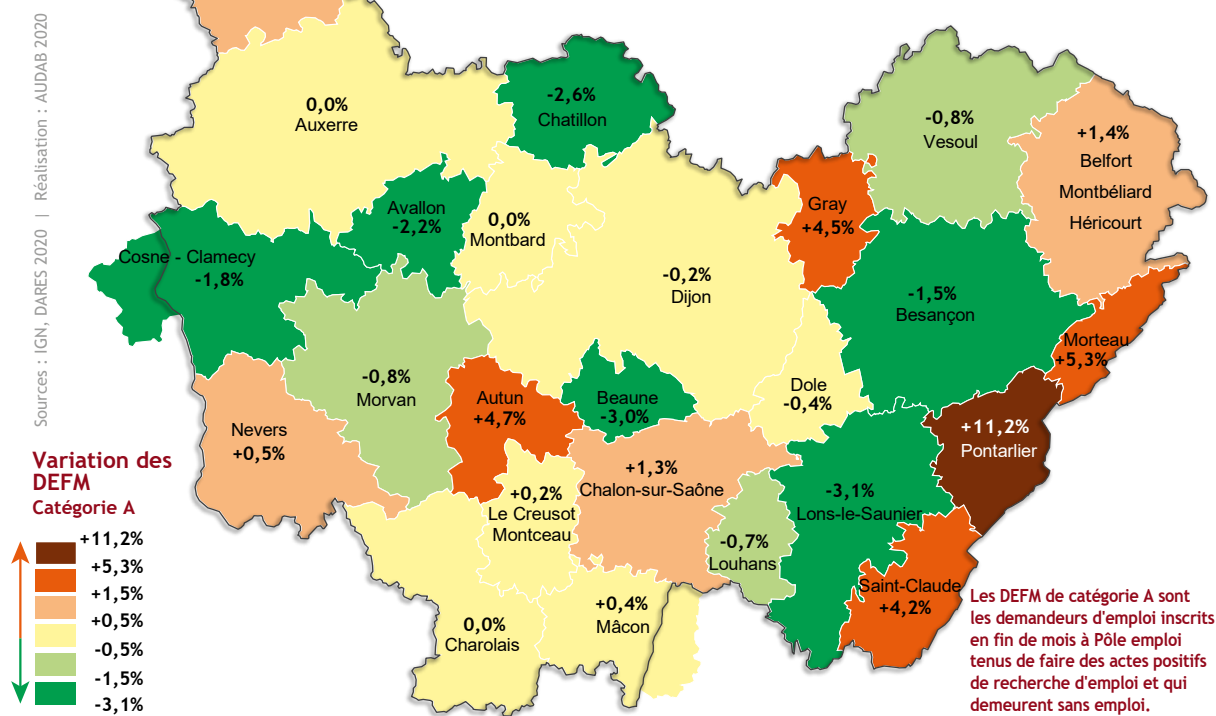 Sources : IGN, DARES 2020 | Réalisation : AUDAB 2020
0,0%
Auxerre
-2,6%
Chatillon
-0,8%
Vesoul
+1,4%
Belfort
Montbéliard
Héricourt
Avallon
-2,2%
0,0%
Montbard
Gray
+4,5%
Cosne - Clamecy
-1,8%
-0,2%
Dijon
-1,5%
Besançon
Morteau
+5,3%
-0,8%
Morvan
Autun
+4,7%
Beaune
-3,0%
Dole
-0,4%
Nevers
+0,5%
+11,2%
Pontarlier
+1,3%
Chalon-sur-Saône
+0,2%
Le Creusot
Montceau
-3,1%
Lons-le-Saunier
-0,7%
Louhans
Saint-Claude
+4,2%
0,0%
Charolais
+0,4%
Mâcon
Variation des
DEFM
Catégorie A
+11,2%
+5,3%
+1,5%
+0,5%
-0,5%
-1,5%
-3,1%
Les DEFM de catégorie A sont
les demandeurs d'emploi inscrits
en fin de mois à Pôle emploi
tenus de faire des actes positifs
de recherche d'emploi et qui
demeurent sans emploi.